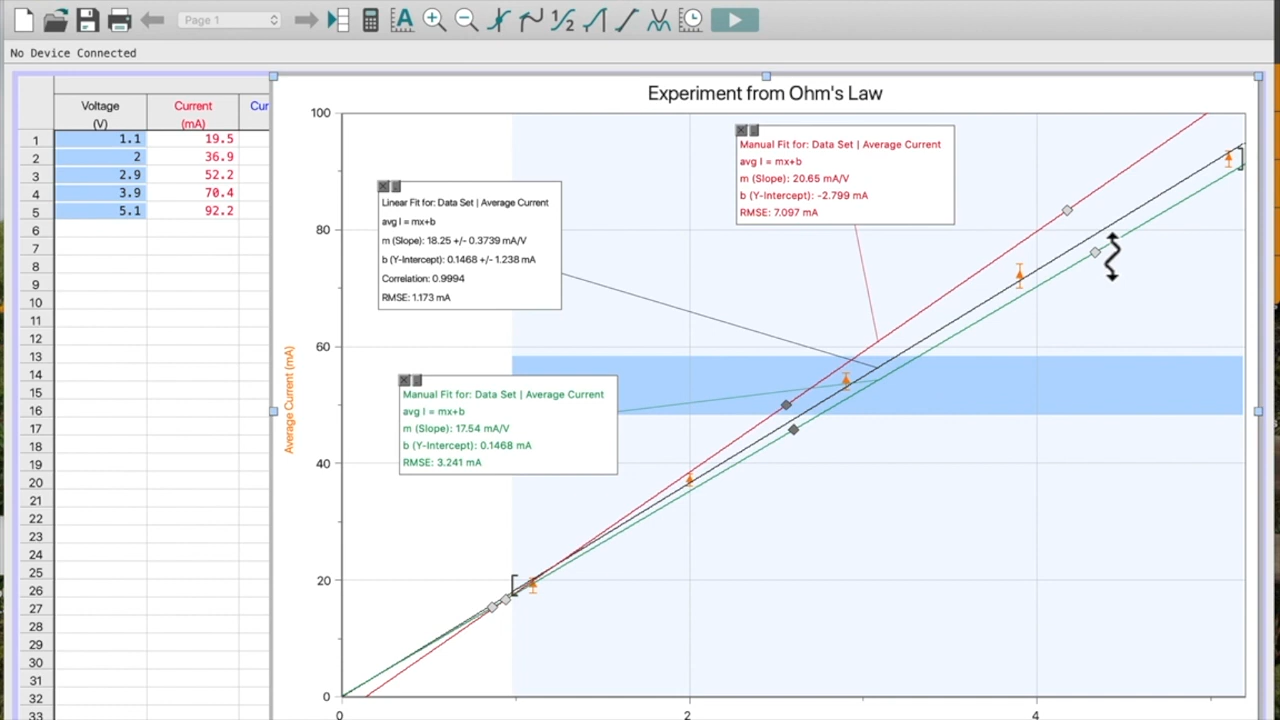 Page 1
No Device Connected
Voltage
(V)
Current
(mA)
Cur
1 1.1 19.5
2 2 36.9
3 2.9 52.2
4 3.9 70.4
5 5.1 92.2
6
7
8
9
10
11
12
13
14
15
16
17
18
19
20
21
22
23
24
25
26
27
28
29
30
31
32
33
Experiment from Ohm's Law
Average Current (mA)
100
80
60
40
20
0
0 2 4
Linear Fit for: Data Set | Average Current
avg I = mx+b
m (Slope): 18.25 +/- 0.3739 mA/V
b (Y-Intercept): 0.1468 +/- 1.238 mA
Correlation: 0.9994
RMSE: 1.173 mA
Manual Fit for: Data Set | Average Current
avg I = mx+b
m (Slope): 20.65 mA/V
b (Y-Intercept): -2.799 mA
RMSE: 7.097 mA
Manual Fit for: Data Set | Average Current
avg I = mx+b
m (Slope): 17.54 mA/V
b (Y-Intercept): 0.1468 mA
RMSE: 3.241 mA